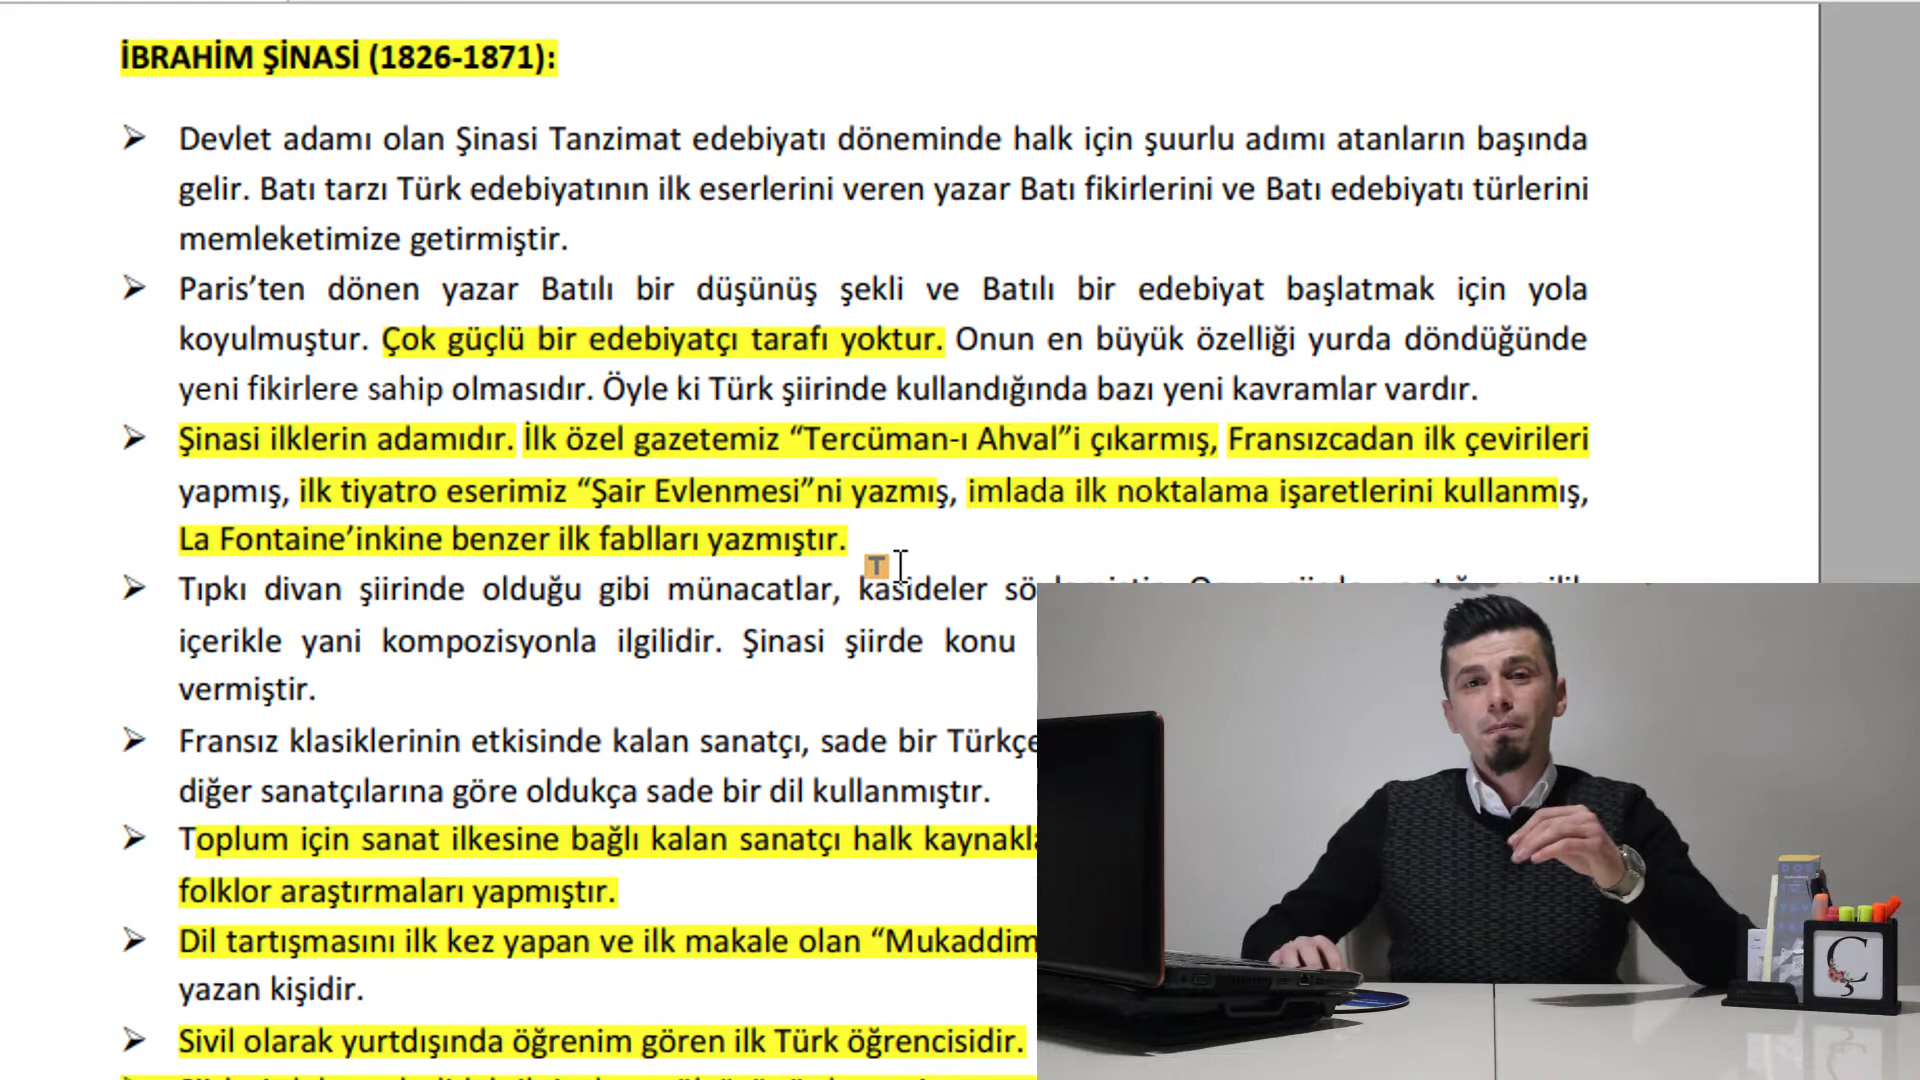 İBRAHİM ŞİNASİ (1826-1871):
➢ Devlet adamı olan Şinasi Tanzimat edebiyatı döneminde halk için şuurlu adımı atanların başında
gelir. Batı tarzı Türk edebiyatının ilk eserlerini veren yazar Batı fikirlerini ve Batı edebiyatı türlerini
memleketimize getirmiştir.
➢ Paris’ten dönen yazar Batılı bir düşünüş şekli ve Batılı bir edebiyat başlatmak için yola
koyulmuştur. Çok güçlü bir edebiyatçı tarafı yoktur. Onun en büyük özelliği yurda döndüğünde
yeni fikirlere sahip olmasıdır. Öyle ki Türk şiirinde kullandığında bazı yeni kavramlar vardır.
➢ Şinasi ilklerin adamıdır. İlk özel gazetemiz “Tercüman-ı Ahval”i çıkarmış, Fransızcadan ilk çevirileri
yapmış, ilk tiyatro eserimiz “Şair Evlenmesi”ni yazmış, imlada ilk noktalama işaretlerini kullanmış,
La Fontaine’inkine benzer ilk fablları yazmıştır.
T
➢ Tıpkı divan şiirinde olduğu gibi münacatlar, kasideler
içerikle yani kompozisyonla ilgilidir. Şinasi şiirde konu
vermiştir.
➢ Fransız klasiklerinin etkisinde kalan sanatçı, sade bir Türkçe
diğer sanatçılarına göre oldukça sade bir dil kullanmıştır.
➢ Toplum için sanat ilkesine bağlı kalan sanatçı halk
folklor araştırmaları yapmıştır.
➢ Dil tartışmasını ilk kez yapan ve ilk makale olan
yazan kişidir.
➢ Sivil olarak yurtdışında öğrenim gören ilk Türk öğrencisidir.
Ç